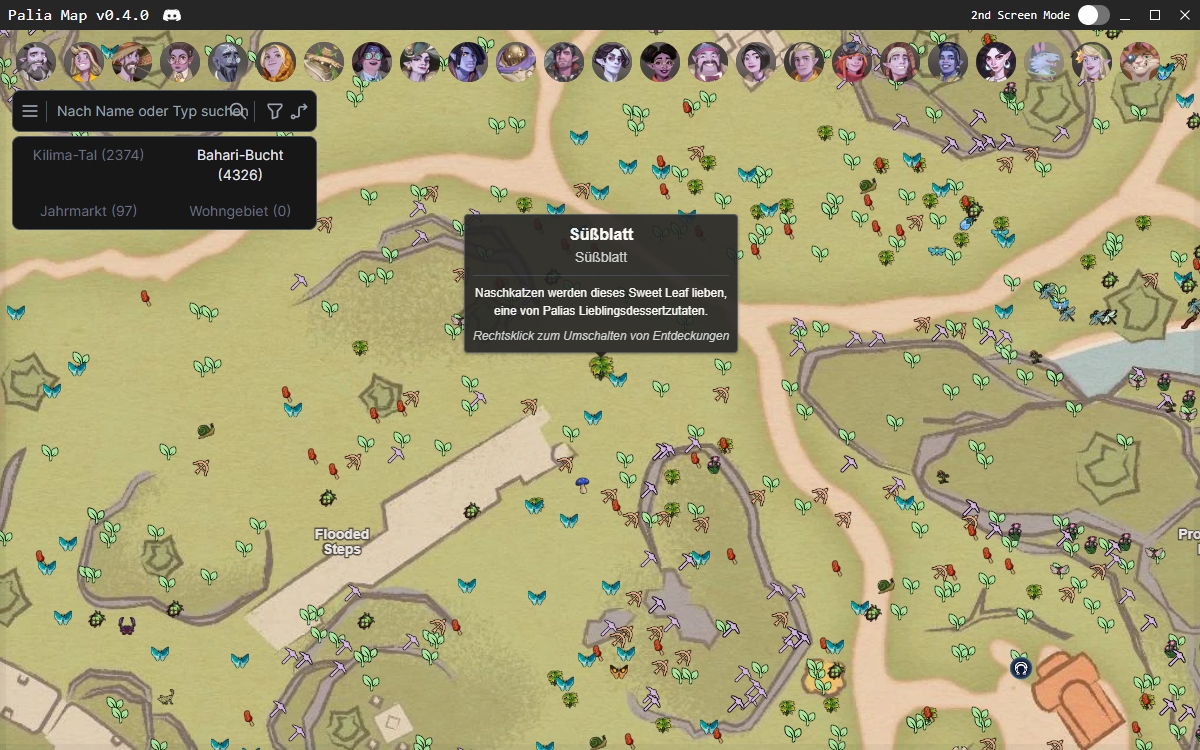 Palia Map v0.4.0
2nd Screen Mode
Nach Name oder Typ suchen
Kilima-Tal (2374)
Bahari-Bucht
(4326)
Jahrmarkt (97)
Wohngebiet (0)
Süßblatt
Süßblatt
Naschkatzen werden dieses Sweet Leaf lieben,
eine von Palias Lieblingsdessertzutaten.
Rechtsklick zum Umschalten von Entdeckungen
Flooded
Steps
Pro